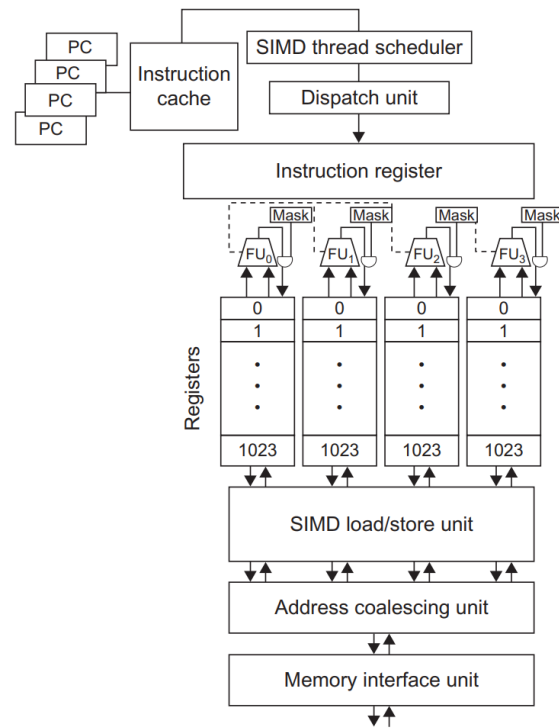 PC
PC
PC
PC
Instruction
cache
SIMD thread scheduler
Dispatch unit
Instruction register
Mask Mask Mask Mask
FU0 FU1 FU2 FU3
Registers
0 0 0 0
1 1 1 1
1023 1023 1023 1023
SIMD load/store unit
Address coalescing unit
Memory interface unit